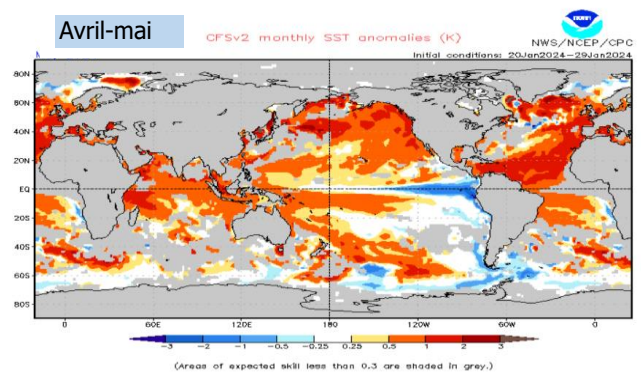 Avril-mai
CFSv2 monthly SST anomalies (K)
NWS/NCEP/CPC
Initial conditions: 20Jan2024-29Jan2024
80N
60N
40N
20N
EQ
20S
40S
60S
80S
0 60E 120E 180 120W 60W 0
-3 -2 -1 -0.5 -0.25 0.25 0.5 1 2 3
(Areas of expected skill less than 0.3 are shaded in grey.)